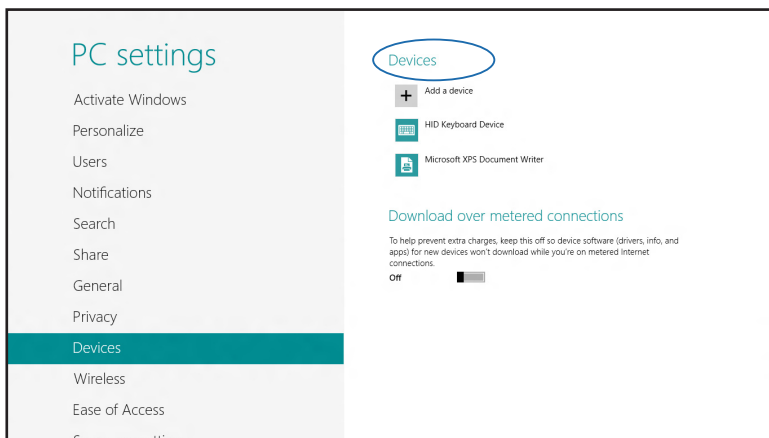 PC settings
Activate Windows
Personalize
Users
Notifications
Search
Share
General
Privacy
Devices
Wireless
Ease of Access
Devices
Add a device
HID Keyboard Device
Microsoft XPS Document Writer
Download over metered connections
To help prevent extra charges, keep this off so device software (drivers, info, and
apps) for new devices won't download while you're on metered Internet
connections.
Off